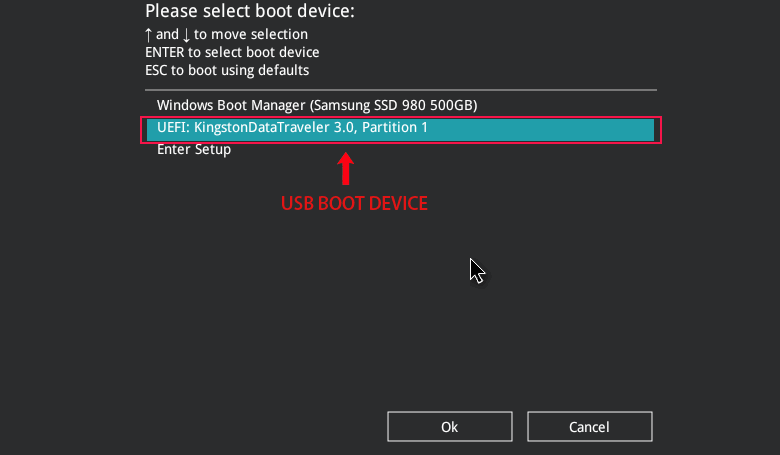 Please select boot device:
↑ and ↓ to move selection
ENTER to select boot device
ESC to boot using defaults
Windows Boot Manager (Samsung SSD 980 500GB)
UEFI: KingstonDataTraveler 3.0, Partition 1
Enter Setup
USB BOOT DEVICE
Ok
Cancel